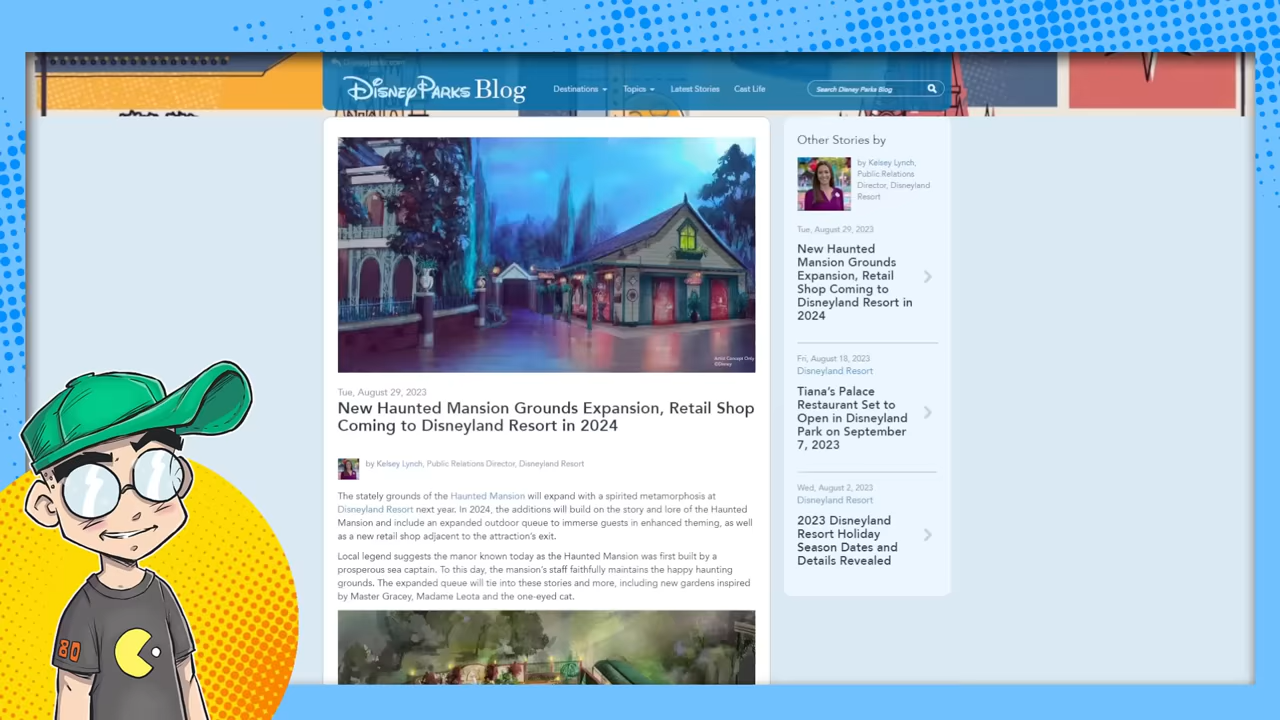 Disney Parks Blog
Destinations
Topics
Latest Stories
Cast Life
Search Disney Parks Blog
Artist Concept Only
©Disney
Tue, August 29, 2023
New Haunted Mansion Grounds Expansion, Retail Shop
Coming to Disneyland Resort in 2024
by Kelsey Lynch, Public Relations Director, Disneyland Resort
The stately grounds of the Haunted Mansion will expand with a spirited metamorphosis at
Disneyland Resort next year. In 2024, the additions will build on the story and lore of the Haunted
Mansion and include an expanded outdoor queue to immerse guests in enhanced theming, as well
as a new retail shop adjacent to the attraction's exit.
Local legend suggests the manor known today as the Haunted Mansion was first built by a
prosperous sea captain. To this day, the mansion's staff faithfully maintains the happy haunting
grounds. The expanded queue will tie into these stories and more, including new gardens inspired
by Master Gracey, Madame Leota and the one-eyed cat.
Other Stories by
by Kelsey Lynch,
Public Relations
Director, Disneyland
Resort
Tue, August 29, 2023
New Haunted
Mansion Grounds
Expansion, Retail
Shop Coming to
Disneyland Resort in
2024
Fri, August 18, 2023
Disneyland Resort
Tiana's Palace
Restaurant Set to
Open in Disneyland
Park on September
7, 2023
Wed, August 2, 2023
Disneyland Resort
2023 Disneyland
Resort Holiday
Season Dates and
Details Revealed
80